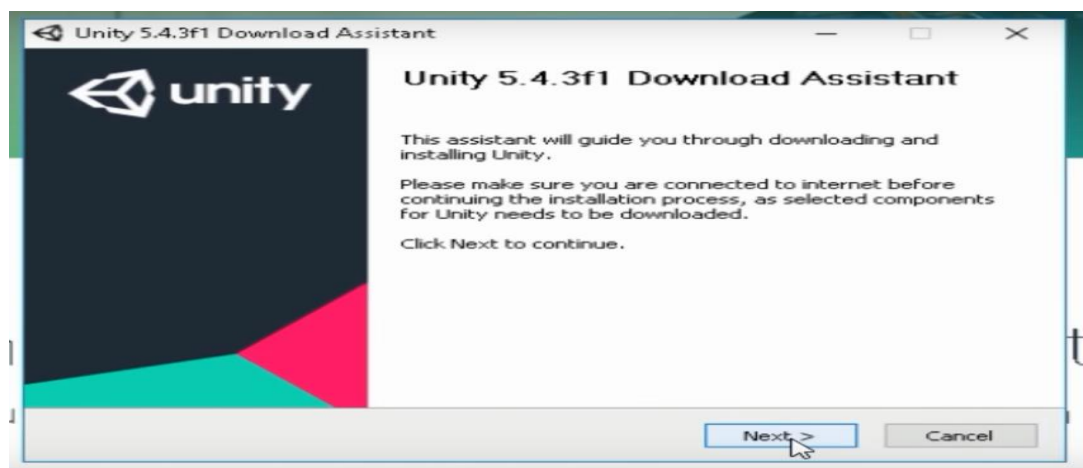 Unity 5.4.3f1 Download Assistant
unity
Unity 5.4.3f1 Download Assistant
This assistant will guide you through downloading and
installing Unity.
Please make sure you are connected to internet before
continuing the installation process, as selected components
for Unity needs to be downloaded.
Click Next to continue.
Next >
Cancel